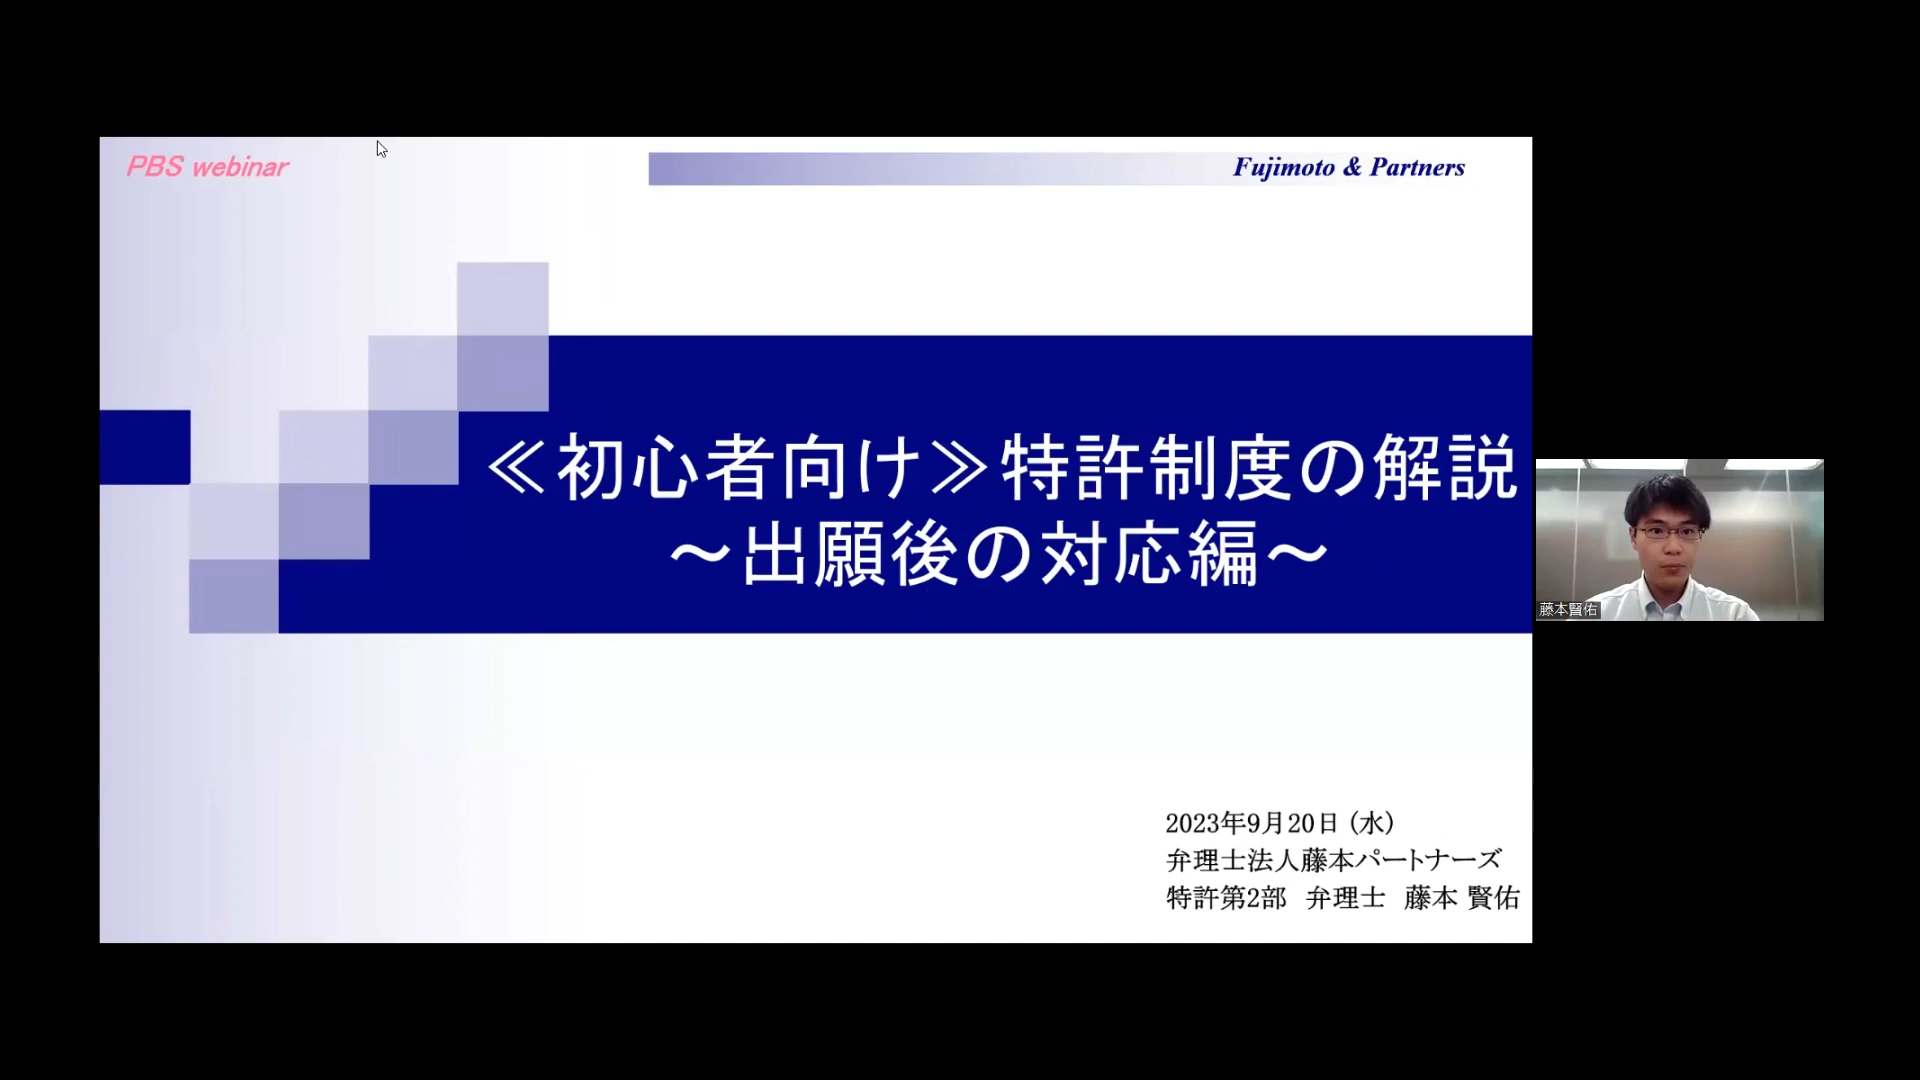 PBS webinar
Fujimoto & Partners
≪初心者向け≫特許制度の解説
～出願後の対応編～
藤本賢佑
2023年9月20日 (水)
弁理士法人藤本パートナーズ
特許第2部　弁理士　藤本 賢佑